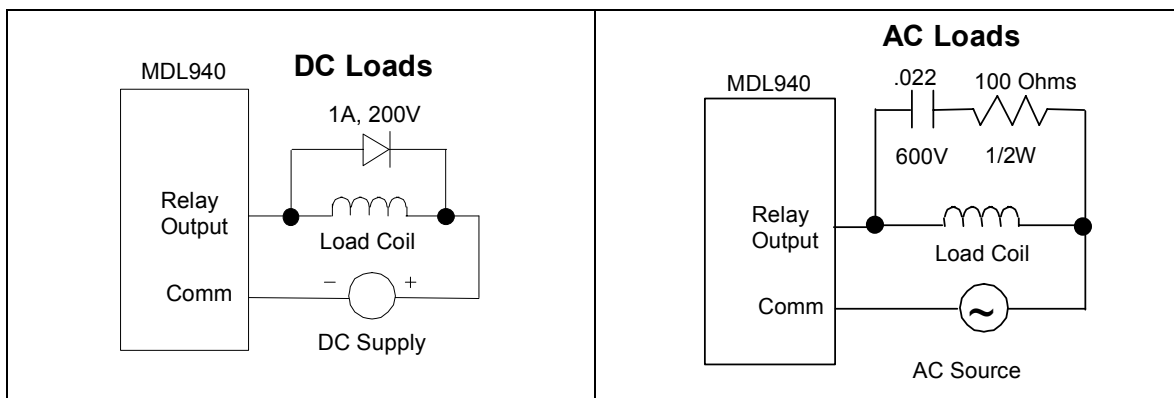 DC Loads
MDL940
1A, 200V
Relay
Output
Load Coil
Comm
− +
DC Supply
AC Loads
MDL940
.022
100 Ohms
600V
1/2W
Relay
Output
Load Coil
Comm
~
AC Source